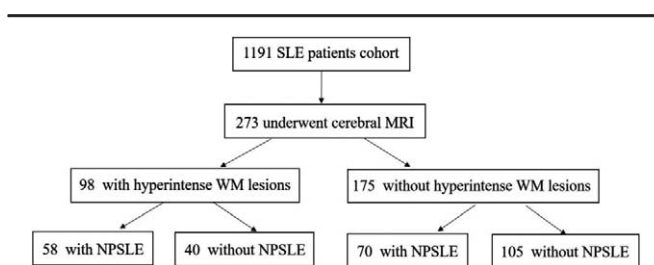 1191 SLE patients cohort
273 underwent cerebral MRI
98 with hyperintense WM lesions
175 without hyperintense WM lesions
58 with NPSLE
40 without NPSLE
70 with NPSLE
105 without NPSLE